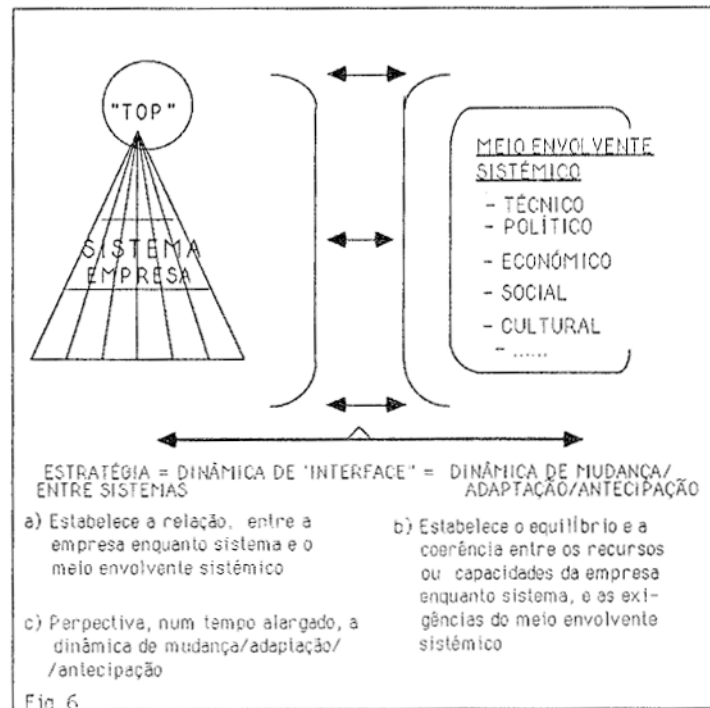 "TOP"
SISTEMA
EMPRESA
MEIO ENVOLVENTE
SISTÉMICO
- TÉCNICO
- POLÍTICO
- ECONÓMICO
- SOCIAL
- CULTURAL
- ......
ESTRATÉGIA = DINÂMICA DE "INTERFACE" = DINÂMICA DE MUDANÇA/
ENTRE SISTEMAS ADAPTAÇÃO/ANTECIPAÇÃO
a) Estabelece a relação, entre a
empresa enquanto sistema e o
meio envolvente sistémico
b) Estabelece o equilíbrio e a
coerência entre os recursos
ou capacidades da empresa
enquanto sistema, e as exi-
gências do meio envolvente
sistémico
c) Perpectiva, num tempo alargado, a
dinâmica de mudança/adaptação/
/antecipação
Fig 6